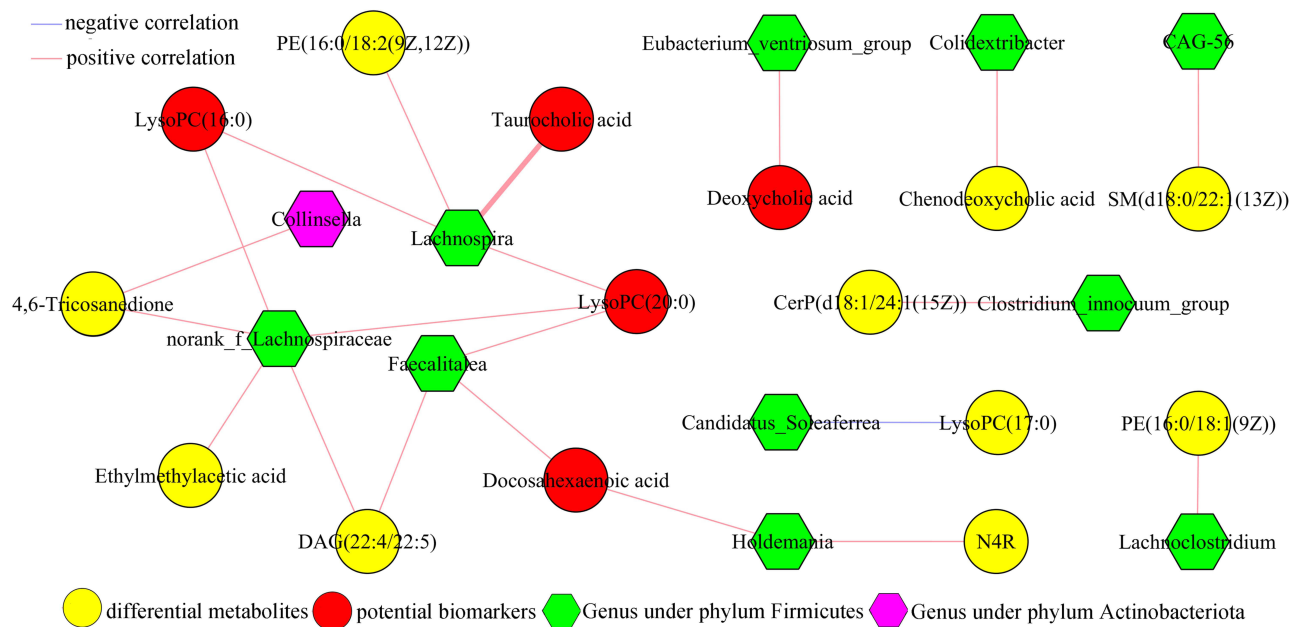 negative correlation
positive correlation
PE(16:0/18:2(9Z,12Z))
Eubacterium_ventriosum_group
Colidextribacter
CAG-56
LysoPC(16:0)
Taurocholic acid
Collinsella
Lachnospira
Deoxycholic acid
Chenodeoxycholic acid
SM(d18:0/22:1(13Z))
4,6-Tricosanedione
LysoPC(20:0)
CerP(d18:1/24:1(15Z))
Clostridium_innocuum_group
norank_f_Lachnospiraceae
Faecalitalea
Candidatus_Soleaferrea
LysoPC(17:0)
PE(16:0/18:1(9Z))
Ethylmethylacetic acid
Docosahexaenoic acid
DAG(22:4/22:5)
Holdemania
N4R
Lachnoclostridium
differential metabolites
potential biomarkers
Genus under phylum Firmicutes
Genus under phylum Actinobacteriota